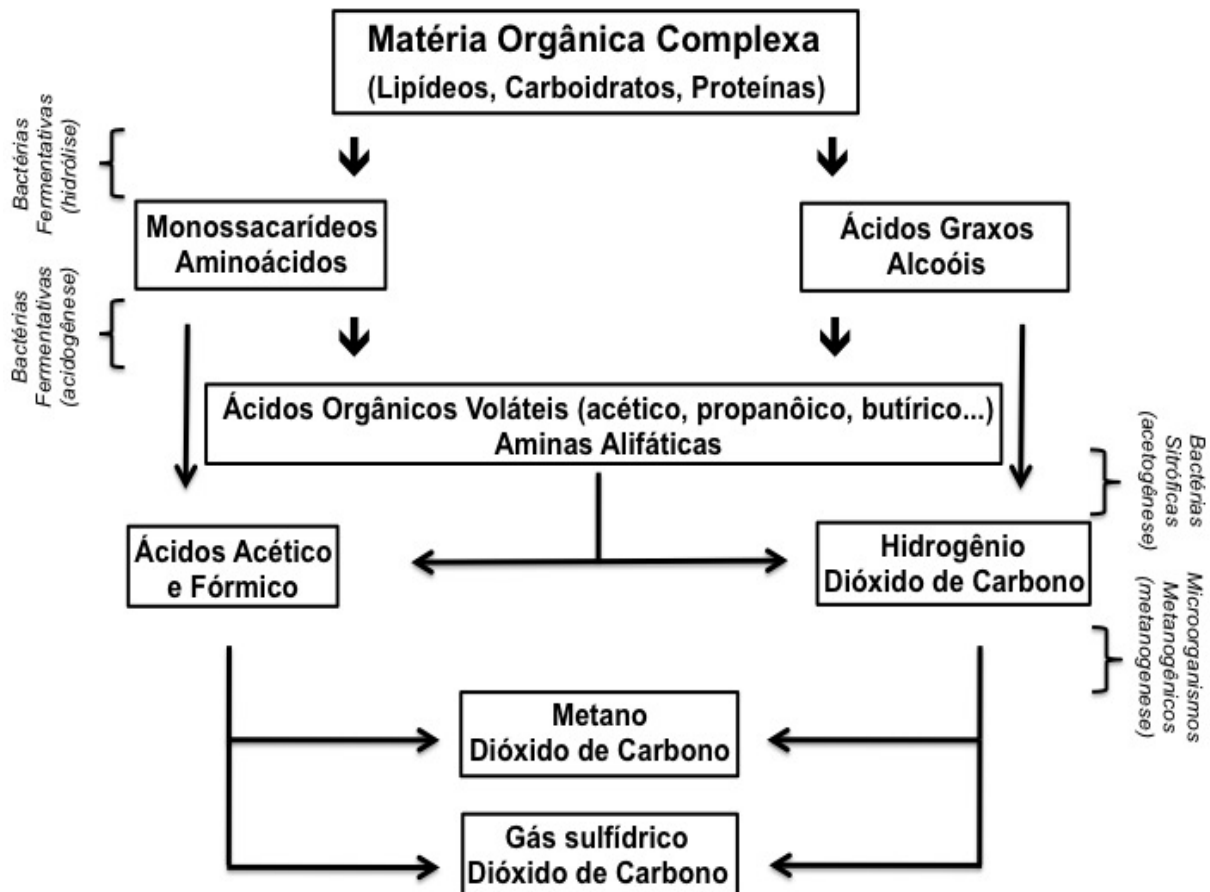 Matéria Orgânica Complexa
(Lipídeos, Carboidratos, Proteínas)
Bactérias
Fermentativas
(hidrólise)
Monossacarídeos
Aminoácidos
Ácidos Graxos
Alcoóis
Bactérias
Fermentativas
(acidogênese)
Ácidos Orgânicos Voláteis (acético, propanôico, butírico...)
Aminas Alifáticas
Bactérias
Sitróficas
(acetogênese)
Ácidos Acético
e Fórmico
Hidrogênio
Dióxido de Carbono
Microorganismos
Metanogênicos
(metanogenese)
Metano
Dióxido de Carbono
Gás sulfídrico
Dióxido de Carbono